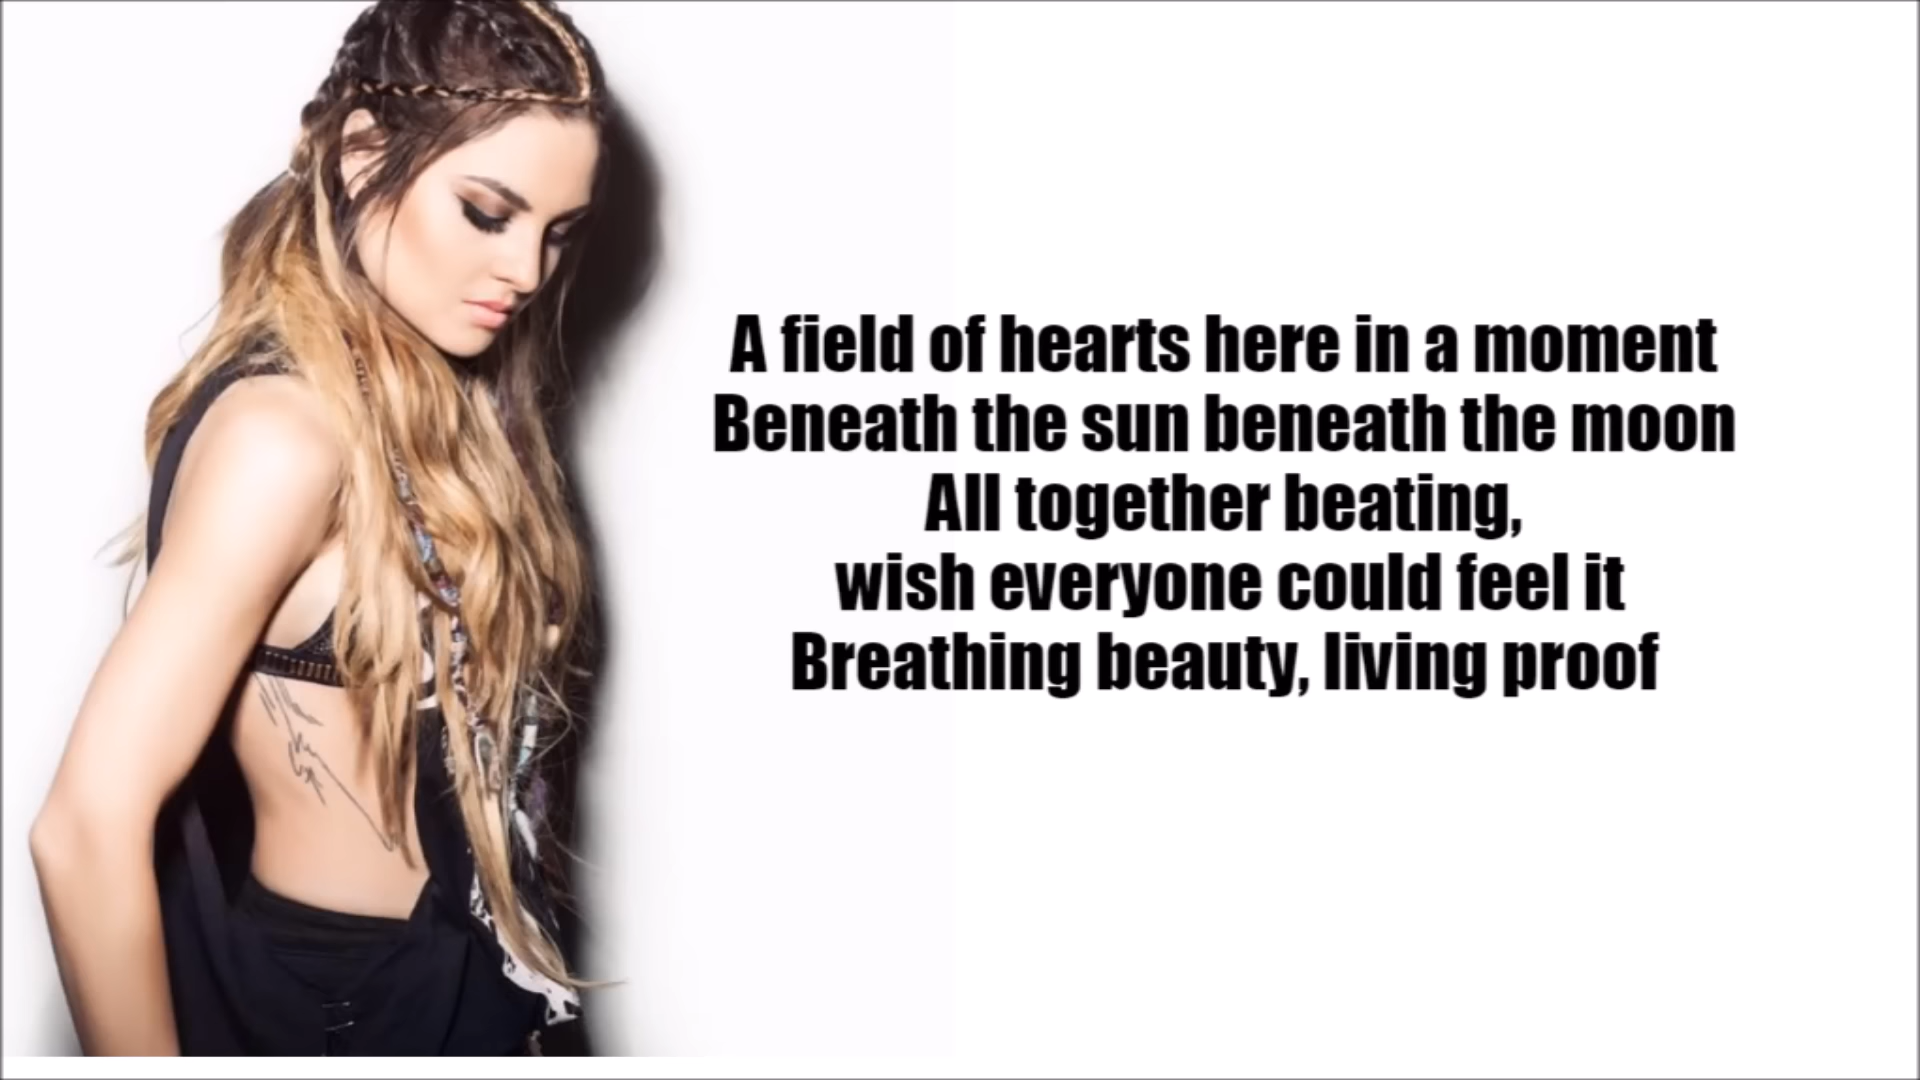 A field of hearts here in a moment
Beneath the sun beneath the moon
All together beating,
wish everyone could feel it
Breathing beauty, living proof